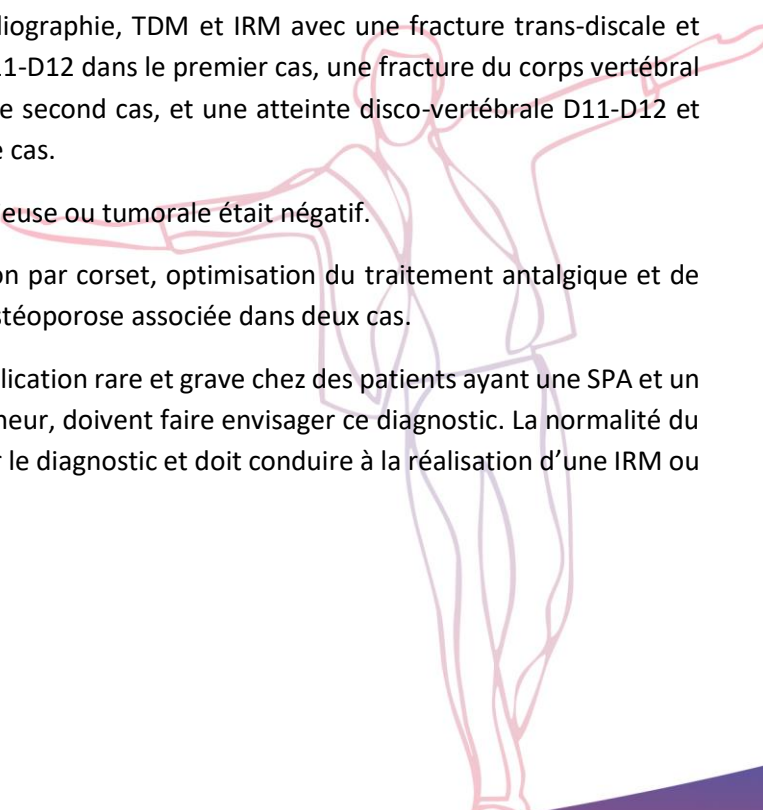 liographie, TDM et IRM avec une fracture trans-discale et
11-D12 dans le premier cas, une fracture du corps vertébral
e second cas, et une atteinte disco-vertébrale D11-D12 et
e cas.
ieuse ou tumorale était négatif.
on par corset, optimisation du traitement antalgique et de
stéoporose associée dans deux cas.
olication rare et grave chez des patients ayant une SPA et un
neur, doivent faire envisager ce diagnostic. La normalité du
r le diagnostic et doit conduire à la réalisation d’une IRM ou